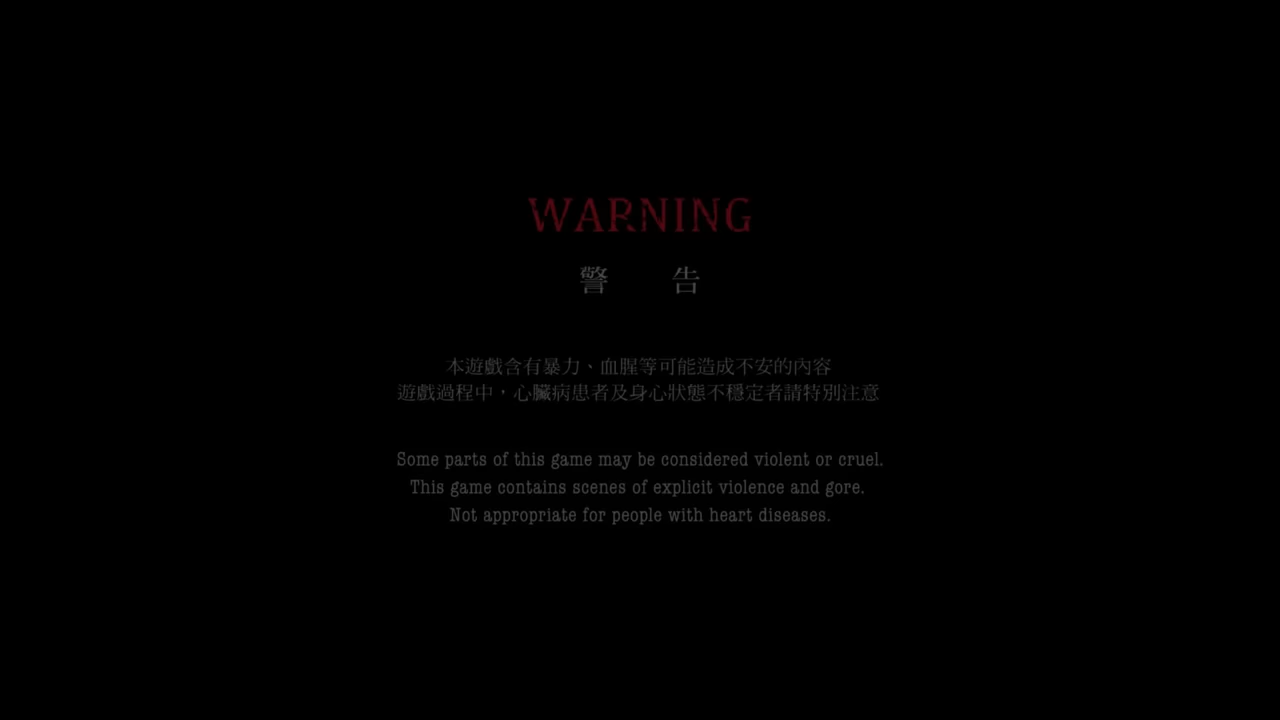 WARNING
警 告
本遊戲含有暴力、血腥等可能造成不安的內容
遊戲過程中，心臟病患者及身心狀態不穩定者請特別注意
Some parts of this game may be considered violent or cruel.
This game contains scenes of explicit violence and gore.
Not appropriate for people with heart diseases.